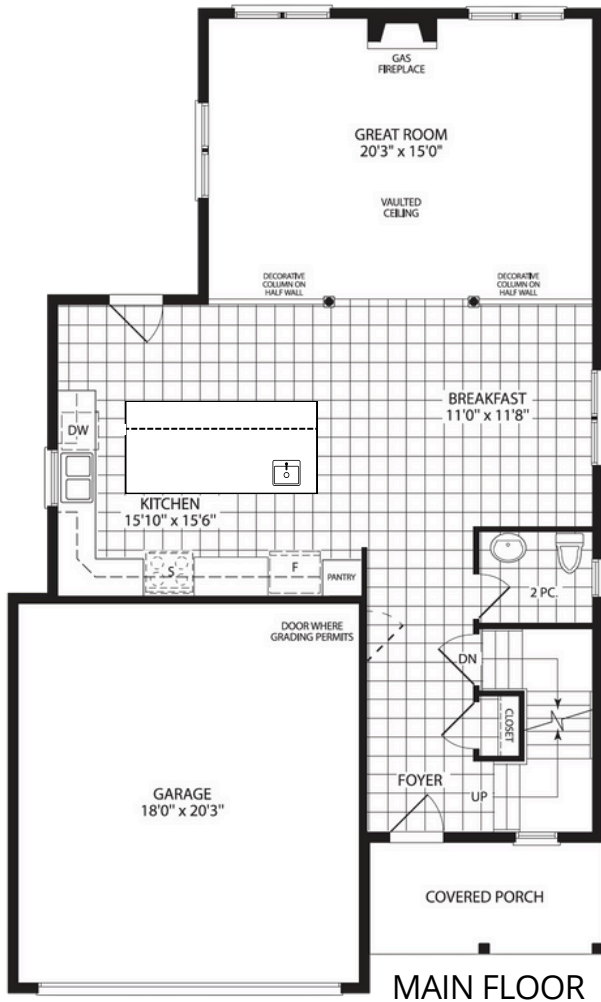 GAS
FIREPLACE
GREAT ROOM
20'3" x 15'0"
VAULTED
CEILING
DECORATIVE
COLUMN ON
HALF WALL
DECORATIVE
COLUMN ON
HALF WALL
BREAKFAST
11'0" x 11'8"
DW
KITCHEN
15'10" x 15'6"
S
F
PANTRY
2 PC.
DOOR WHERE
GRADING PERMITS
DN
CLOSET
FOYER
UP
GARAGE
18'0" x 20'3"
COVERED PORCH
MAIN FLOOR